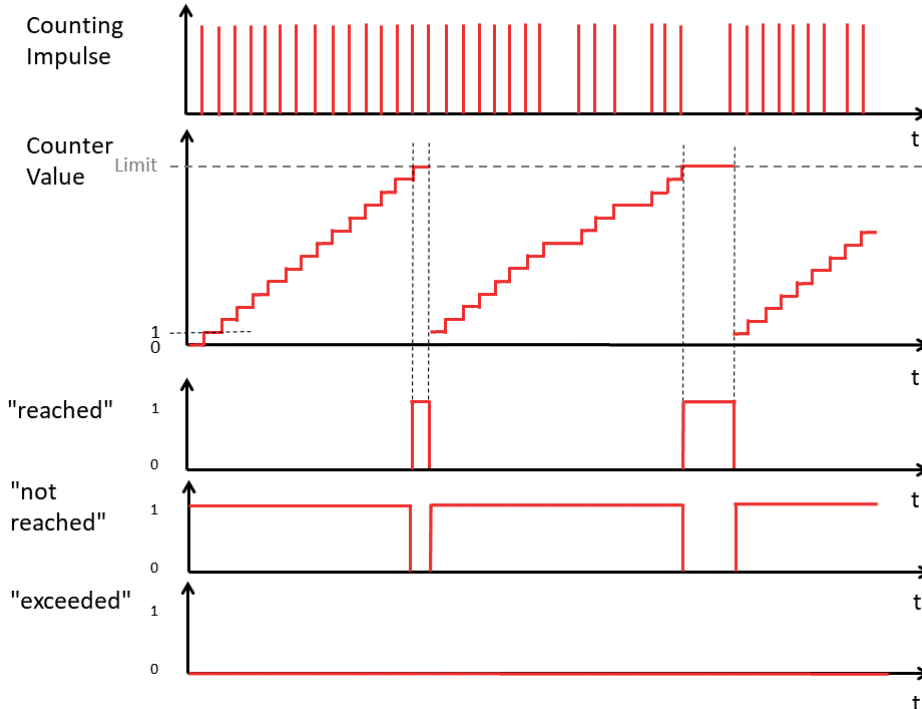 Counting
Impulse
t
Counter
Value
Limit
1
0
t
"reached"
1
0
t
"not
reached"
1
0
t
"exceeded"
1
0
t